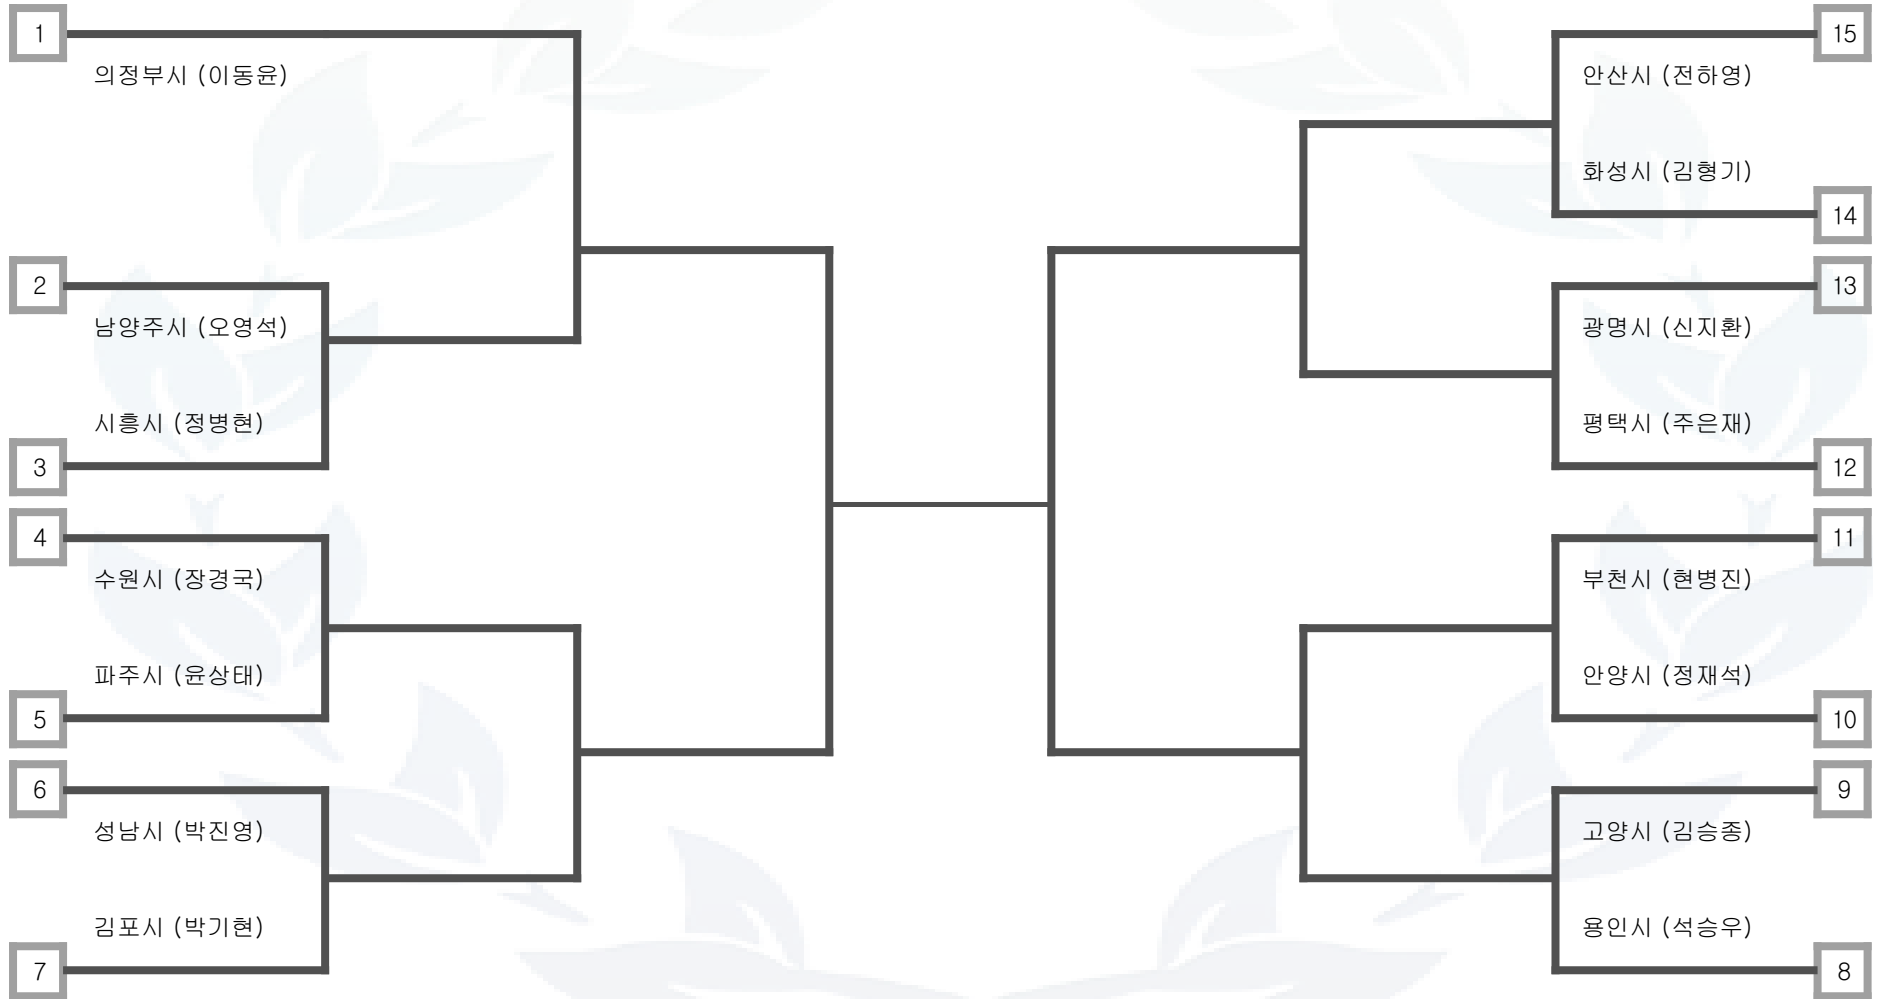 1
의정부시 (이동윤)
2
남양주시 (오영석)
시흥시 (정병현)
3
4
수원시 (장경국)
파주시 (윤상태)
5
6
성남시 (박진영)
김포시 (박기현)
7
15
안산시 (전하영)
화성시 (김형기)
14
13
광명시 (신지환)
평택시 (주은재)
12
11
부천시 (현병진)
안양시 (정재석)
10
9
고양시 (김승종)
용인시 (석승우)
8